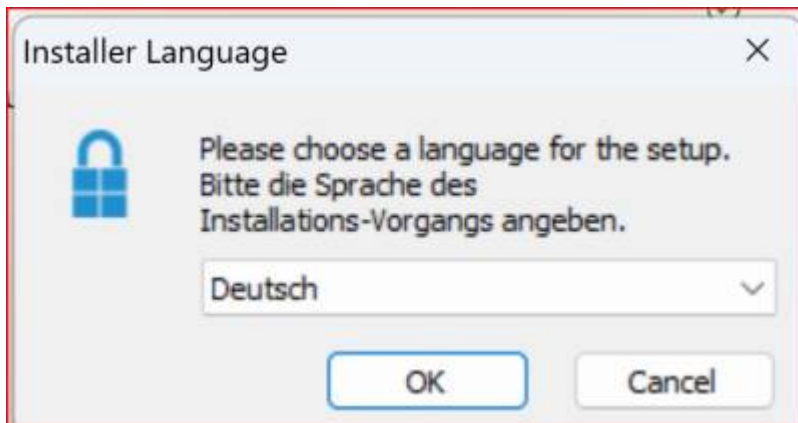 Installer Language
Please choose a language for the setup.
Bitte die Sprache des
Installations-Vorgangs angeben.
Deutsch
OK
Cancel